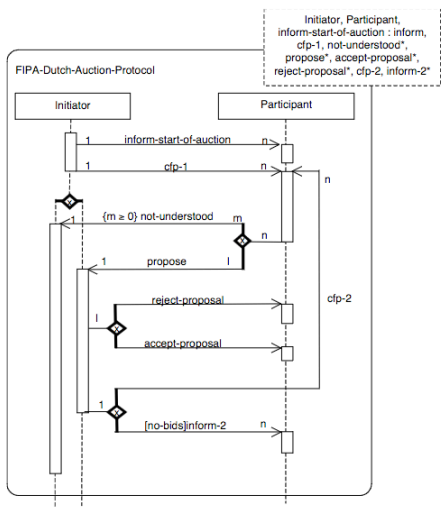 Initiator, Participant,
inform-start-of-auction : inform,
cfp-1, not-understood*,
propose*, accept-proposal*,
reject-proposal*, cfp-2, inform-2*
FIPA-Dutch-Auction-Protocol
Initiator
Participant
1 inform-start-of-auction n
1 cfp-1 n
n
x
1 {m ≥ 0} not-understood m
x n
1 propose l
reject-proposal
cfp-2
l x
accept-proposal
1 x
[no-bids]inform-2 n